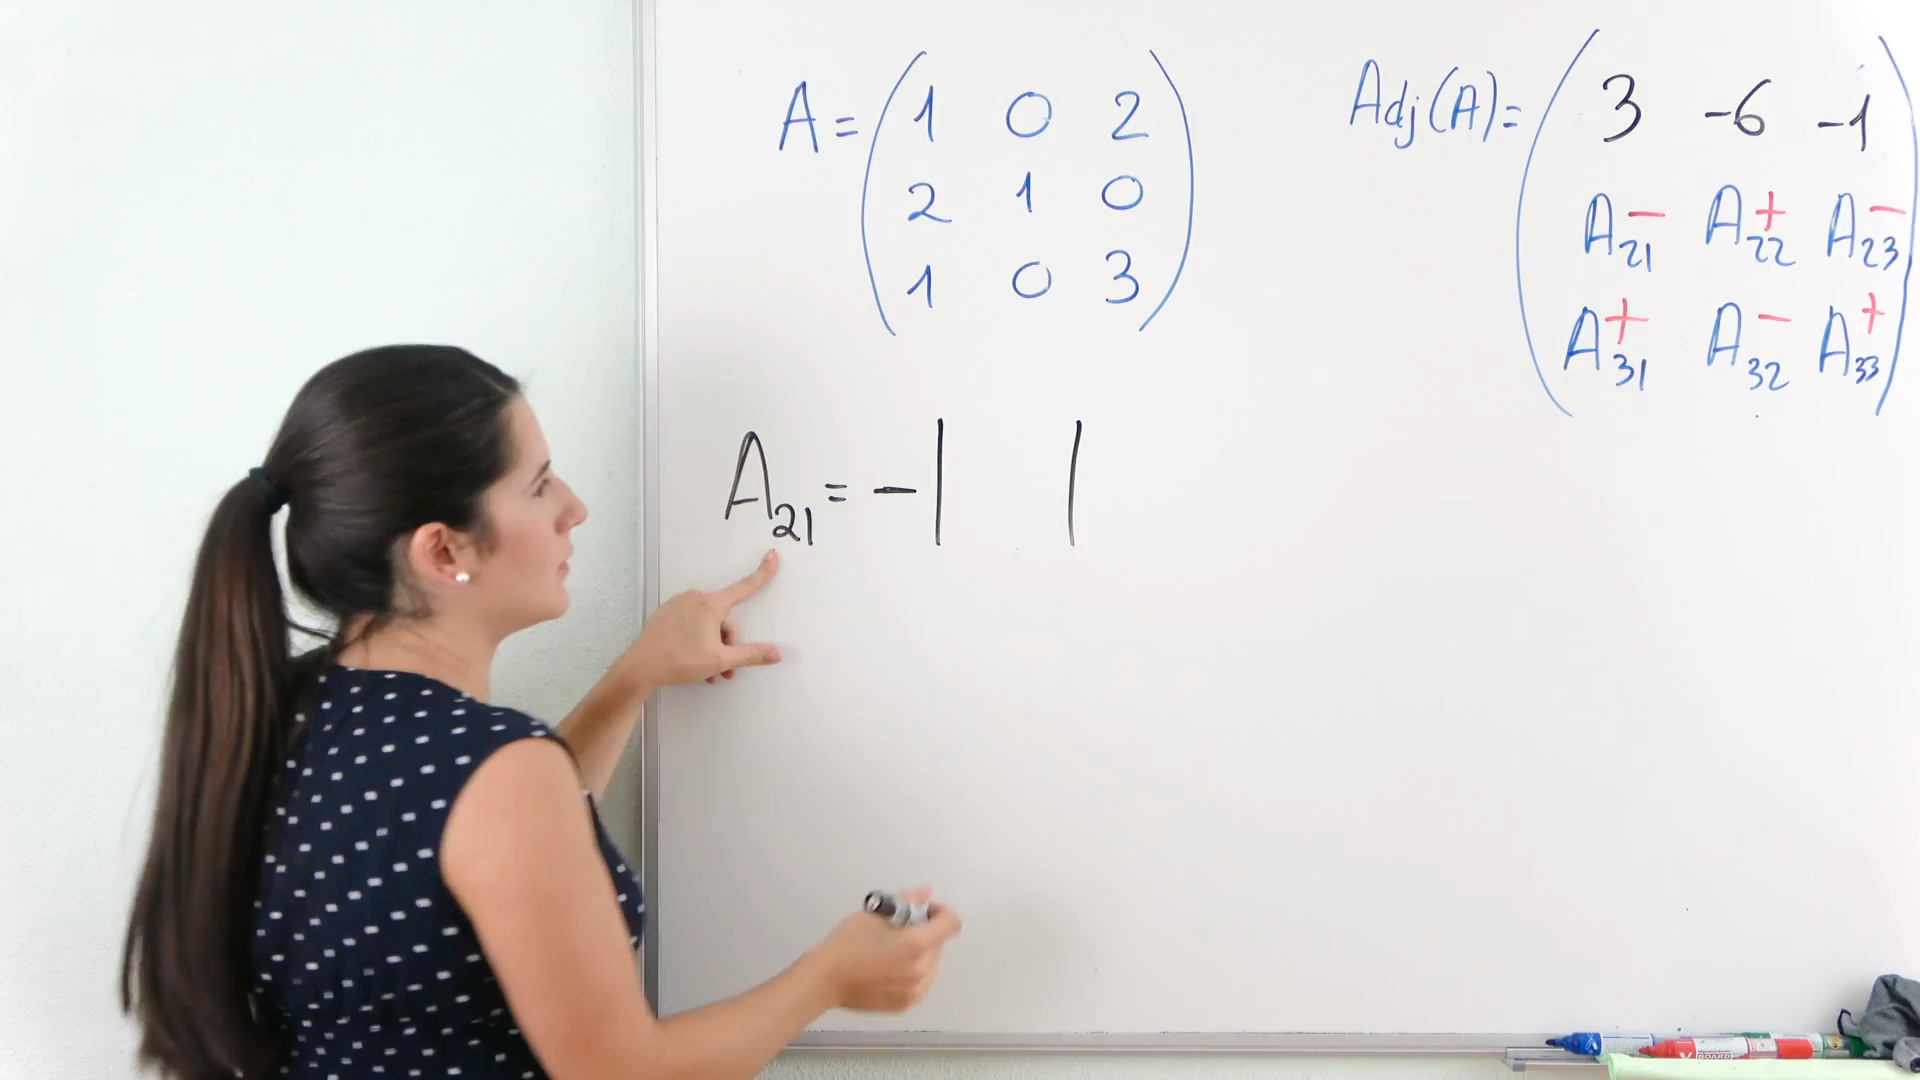 A = ( 1 0 2
2 1 0
1 0 3 )
Adj(A) = ( 3 -6 -1
A21 − A22 + A23 −
A31 + A32 − A33 + )
A21 = − | |
V BOARD